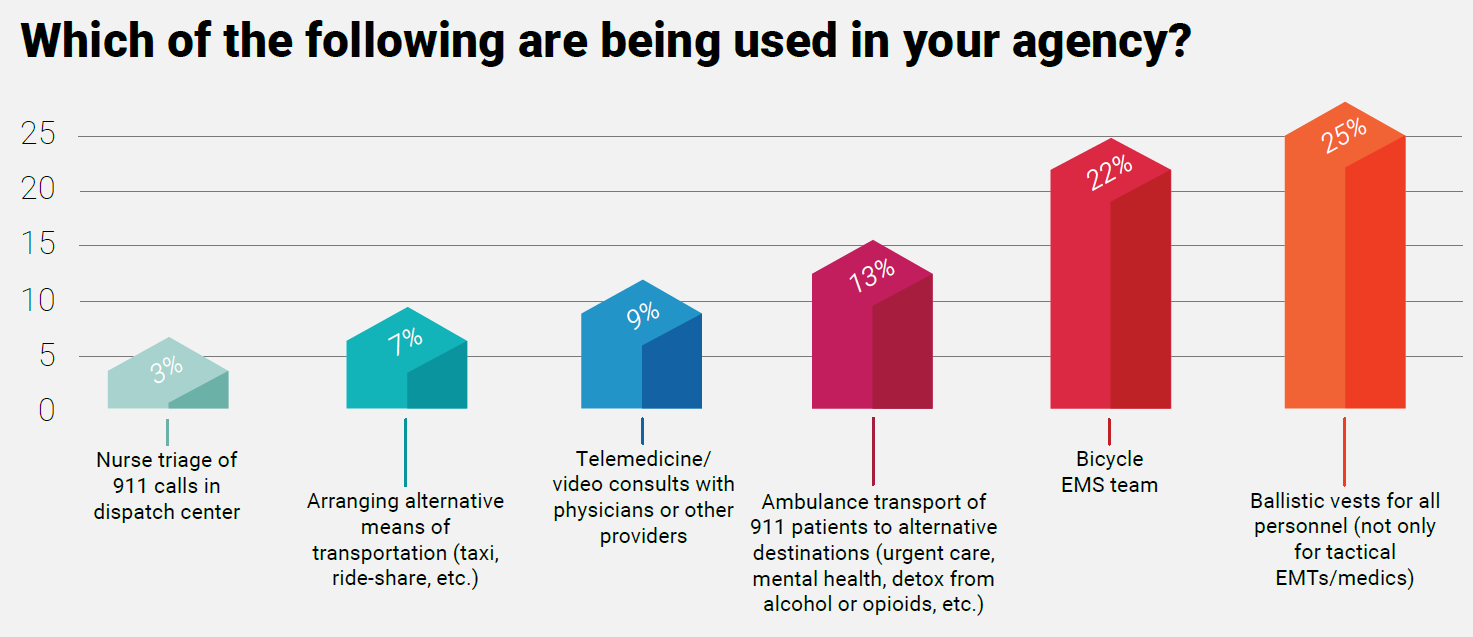 Which of the following are being used in your agency?
25
20
15
10
5
0
3%
7%
9%
13%
22%
25%
Nurse triage of
911 calls in
dispatch center
Arranging alternative
means of
transportation (taxi,
ride-share, etc.)
Telemedicine/
video consults with
physicians or other
providers
Ambulance transport of
911 patients to alternative
destinations (urgent care,
mental health, detox from
alcohol or opioids, etc.)
Bicycle
EMS team
Ballistic vests for all
personnel (not only
for tactical
EMTs/medics)